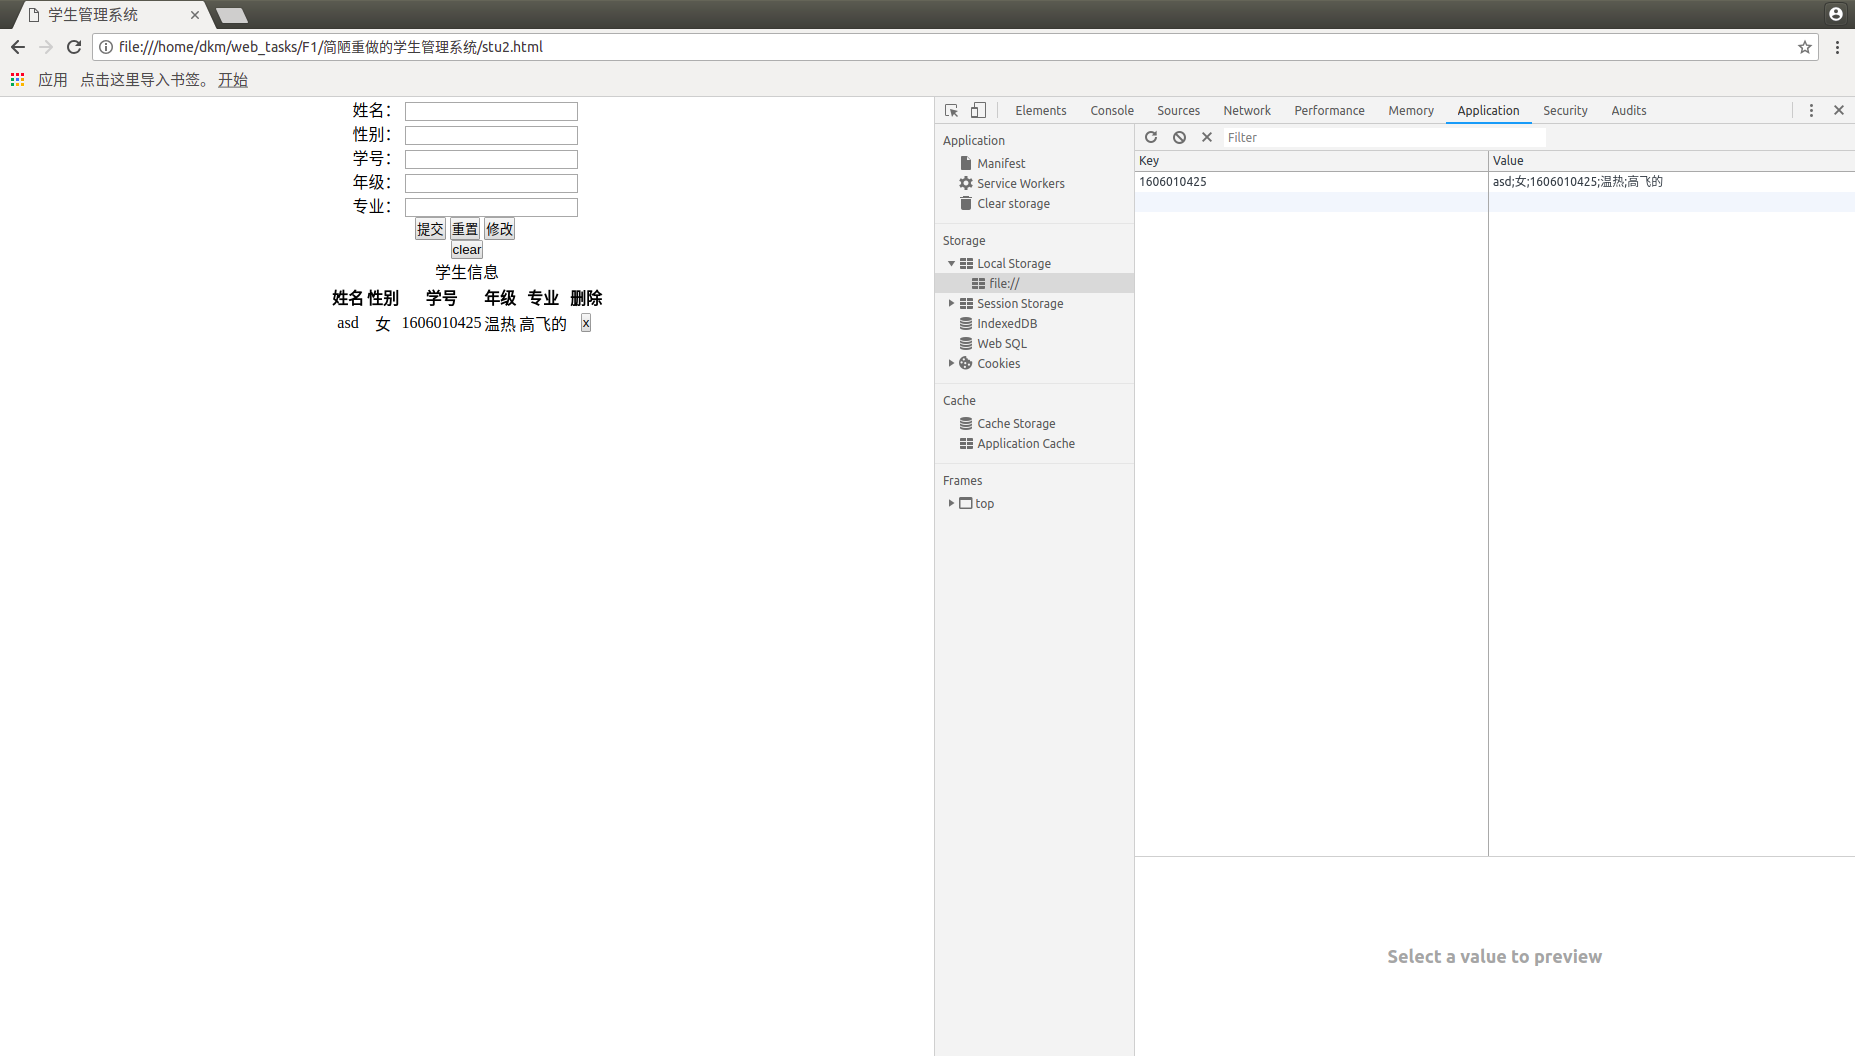 学生管理系统
file:///home/dkm/web_tasks/F1/简陋重做的学生管理系统/stu2.html
应用 点击这里导入书签。 开始
姓名：
性别：
学号：
年级：
专业：
提交 重置 修改
clear
学生信息
姓名 性别 学号 年级 专业 删除
asd 女 1606010425 温热 高飞的 x
Elements Console Sources Network Performance Memory Application Security Audits
Application
Manifest
Service Workers
Clear storage
Storage
Local Storage
file://
Session Storage
IndexedDB
Web SQL
Cookies
Cache
Cache Storage
Application Cache
Frames
top
Filter
Key Value
1606010425 asd;女;1606010425;温热;高飞的
Select a value to preview